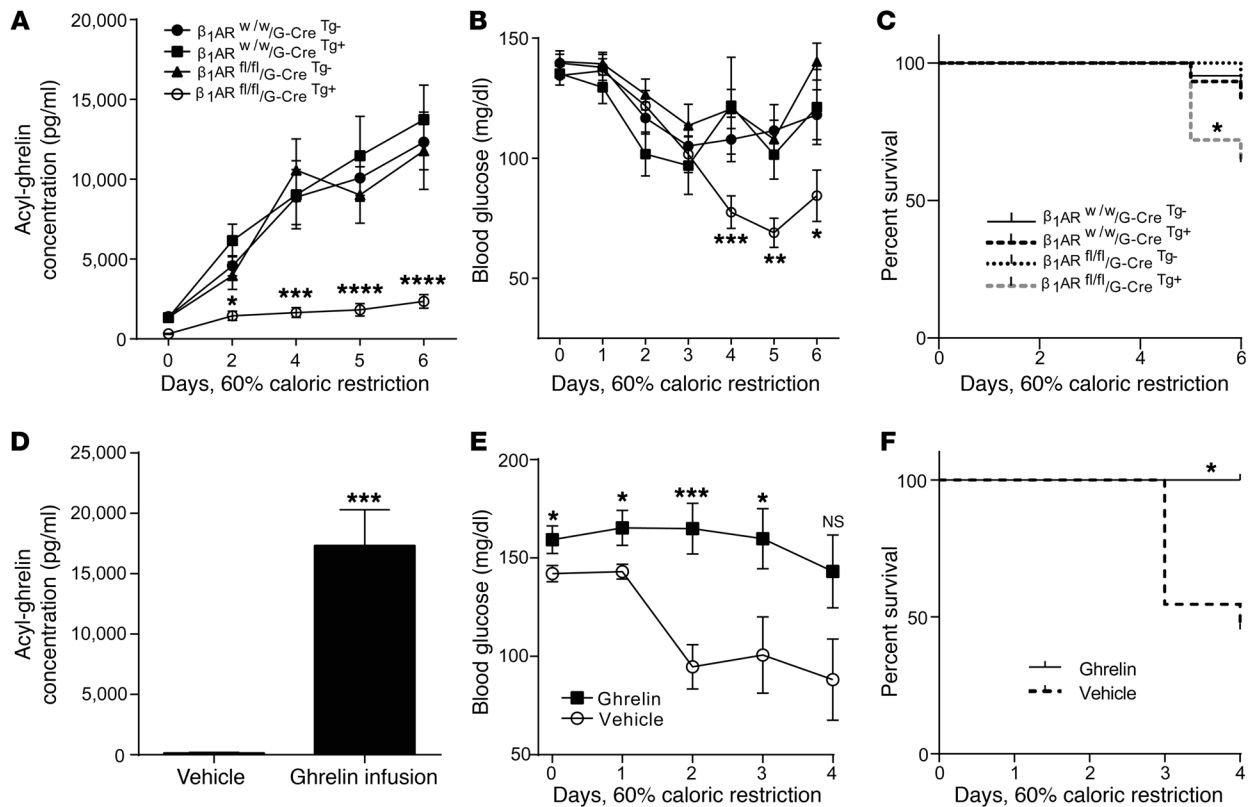 A
Acyl-ghrelin
concentration (pg/ml)
20,000
15,000
10,000
5,000
0
β1AR w/w/G-Cre Tg-
β1AR w/w/G-Cre Tg+
β1AR fl/fl/G-Cre Tg-
β1AR fl/fl/G-Cre Tg+
*
***
****
****
0 2 4 5 6
Days, 60% caloric restriction
B
Blood glucose (mg/dl)
150
100
50
***
**
*
0 1 2 3 4 5 6
Days, 60% caloric restriction
C
Percent survival
100
50
0
*
β1AR w/w/G-Cre Tg-
β1AR w/w/G-Cre Tg+
β1AR fl/fl/G-Cre Tg-
β1AR fl/fl/G-Cre Tg+
0 2 4 6
Days, 60% caloric restriction
D
Acyl-ghrelin
concentration (pg/ml)
25,000
20,000
15,000
10,000
5,000
0
***
Vehicle Ghrelin infusion
E
Blood glucose (mg/dl)
200
150
100
50
* * *** * NS
Ghrelin
Vehicle
0 1 2 3 4
Days, 60% caloric restriction
F
Percent survival
100
50
0
*
Ghrelin
Vehicle
0 1 2 3 4
Days, 60% caloric restriction